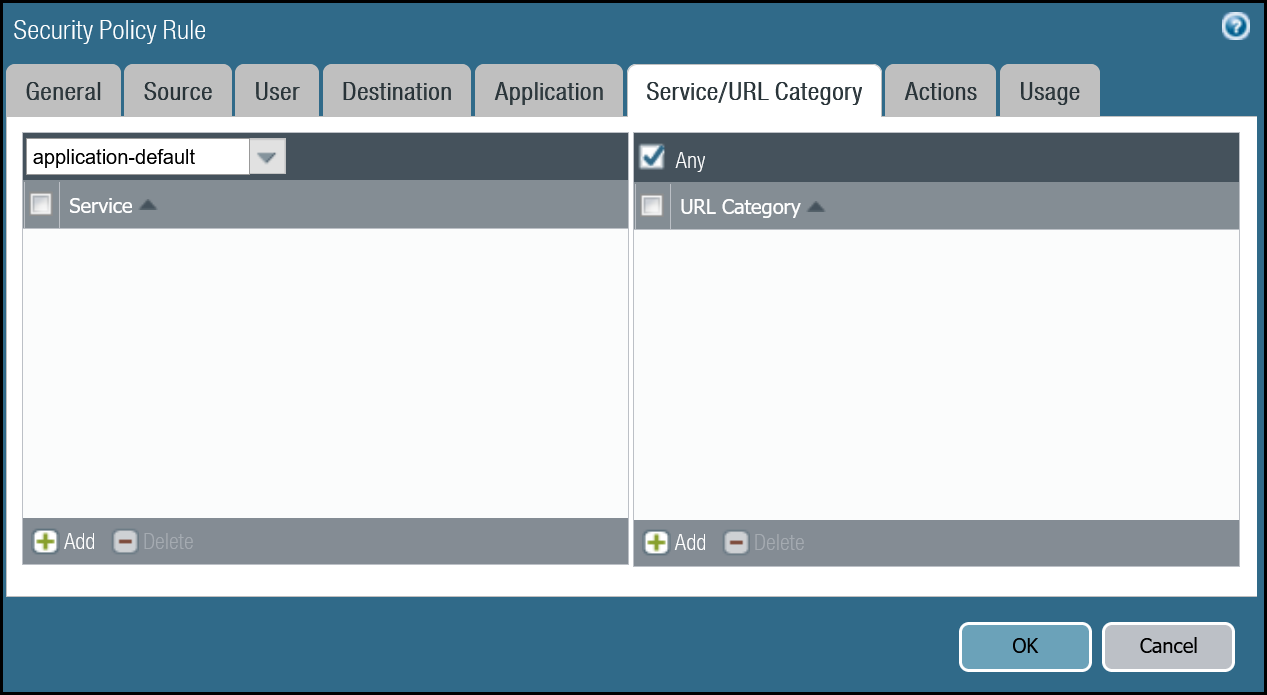 Security Policy Rule
?
General Source User Destination Application Service/URL Category Actions Usage
application-default
Any
Service
URL Category
Add Delete
Add Delete
OK Cancel